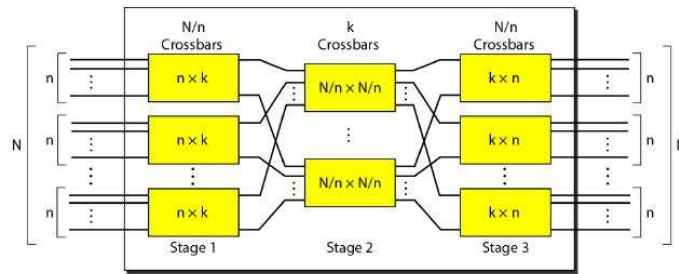 N/n
Crossbars
k
Crossbars
N/n
Crossbars
n
n × k
N/n × N/n
k × n
n
N
n
n × k
k × n
n
n
n × k
N/n × N/n
k × n
n
Stage 1
Stage 2
Stage 3